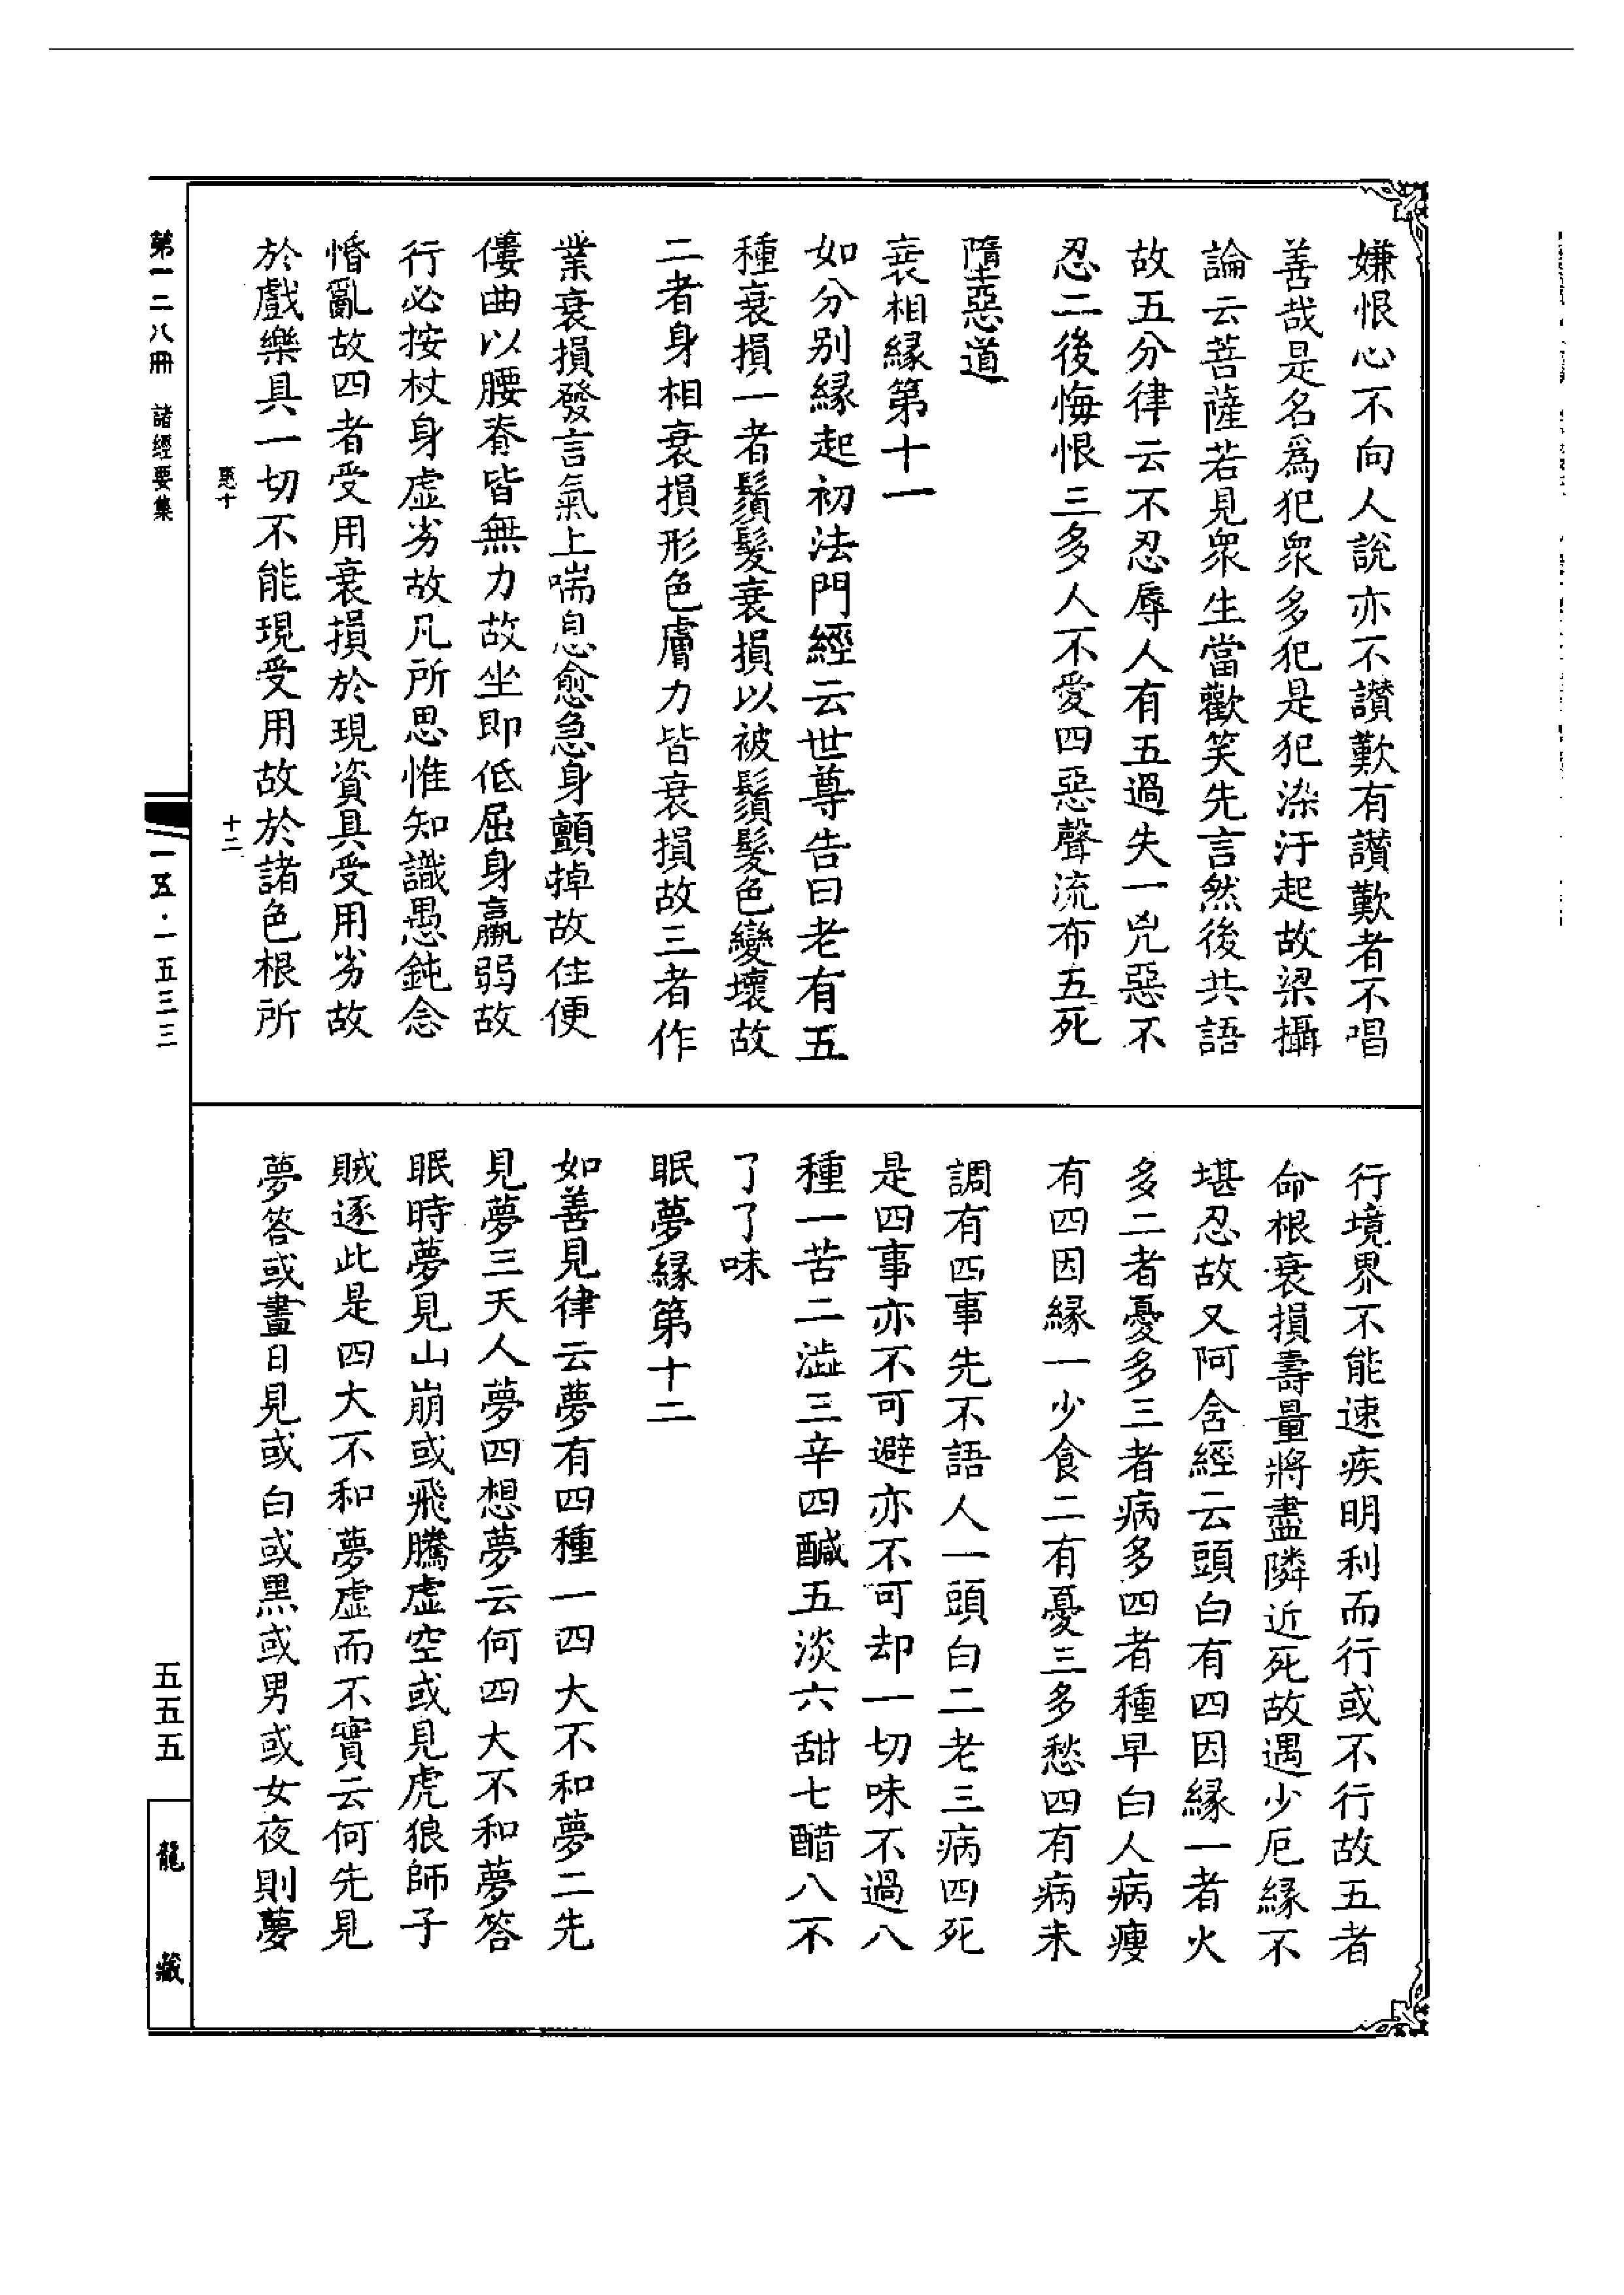 嫌恨心不向人說亦不讃歎有讃歎者不唱
善哉是名爲犯衆多犯是犯染汙起故梁攝
論云菩薩若見衆生當歡笑先言然後共語
故五分律云不忍辱人有五過失一兇惡不
忍二後悔恨三多人不愛四惡聲流布五死
墮惡道
衰相緣第十一
如分别緣起初法門經云世尊告曰老有五
種衰損一者鬚髮衰損以被鬚髮色變壞故
二者身相衰損形色膚力皆衰損故三者作
業衰損發言氣上喘息愈急身顫掉故住便
僂曲以腰脊皆無力故坐即低屈身羸弱故
行必按杖身虛劣故凡所思惟知識愚鈍念
惛亂故四者受用衰損於現資具受用劣故
於戲樂具一切不能現受用故於諸色根所
行境界不能速疾明利而行或不行故五者
命根衰損壽量將盡隣近死故遇少厄緣不
堪忍故又阿含經云頭白有四因緣一者火
多二者憂多三者病多四者種早白人病瘦
有四因緣一少食二有憂三多愁四有病未
調有四事先不語人一頭白二老三病四死
是四事亦不可避亦不可却一切味不過八
種一苦二澁三辛四醎五淡六甜七醋八不
了了味
眠夢緣第十二
如善見律云夢有四種一四大不和夢二先
見夢三天人夢四想夢云何四大不和夢答
眠時夢見山崩或飛騰虛空或見虎狼師子
賊逐此是四大不和夢虛而不實云何先見
夢答或晝日見或白或黑或男或女夜則夢
十二
第一二八冊　諸經要集
一五·一五三三
五五五
龍藏